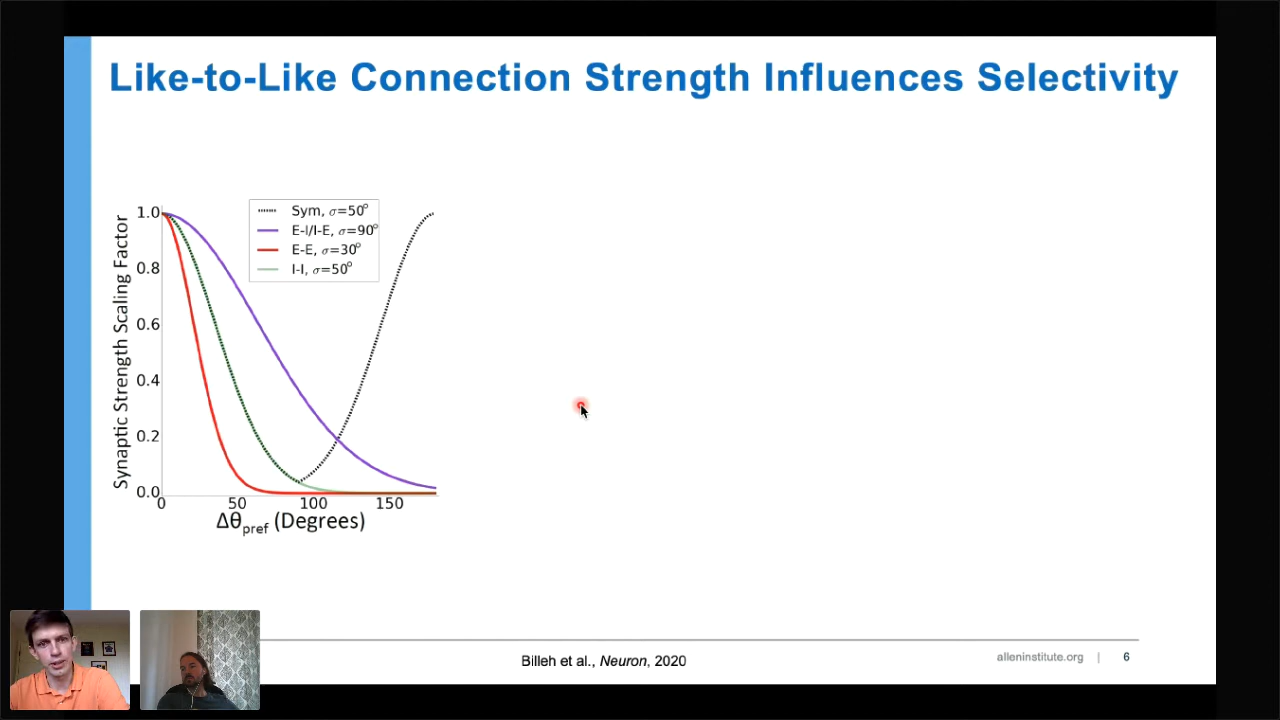 Like-to-Like Connection Strength Influences Selectivity
Sym, σ=50°
E-I/I-E, σ=90°
E-E, σ=30°
I-I, σ=50°
Synaptic Strength Scaling Factor
1.0
0.8
0.6
0.4
0.2
0.0
0 50 100 150
Δθpref (Degrees)
Billeh et al., Neuron, 2020
alleninstitute.org | 6